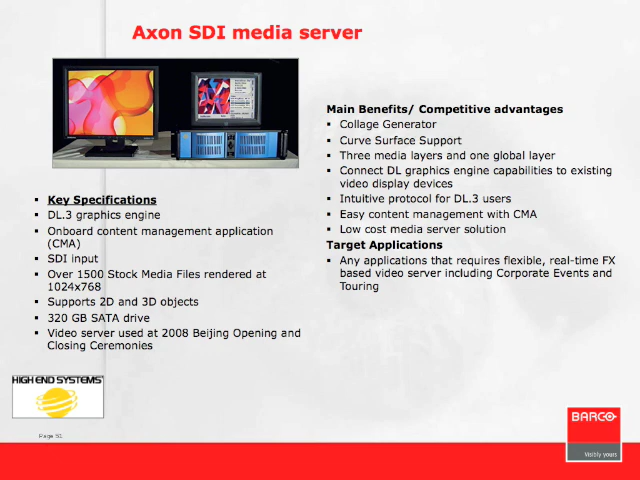 Axon SDI media server
Key Specifications
DL.3 graphics engine
Onboard content management application
(CMA)
SDI input
Over 1500 Stock Media Files rendered at
1024x768
Supports 2D and 3D objects
320 GB SATA drive
Video server used at 2008 Beijing Opening and
Closing Ceremonies
Main Benefits/ Competitive advantages
Collage Generator
Curve Surface Support
Three media layers and one global layer
Connect DL graphics engine capabilities to existing
video display devices
Intuitive protocol for DL.3 users
Easy content management with CMA
Low cost media server solution
Target Applications
Any applications that requires flexible, real-time FX
based video server including Corporate Events and
Touring
HIGH END SYSTEMS
Page 51
BARCO
Visibly yours